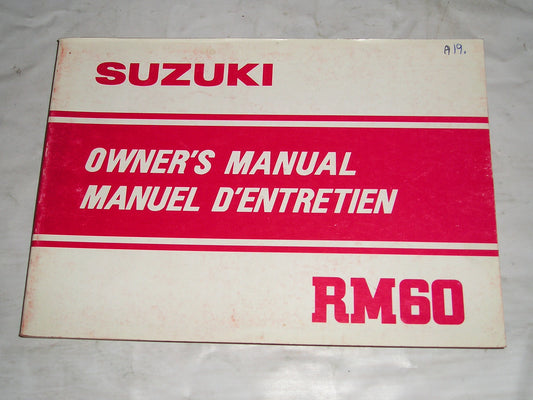 A19.
SUZUKI
OWNER'S MANUAL
MANUEL D'ENTRETIEN
RM60